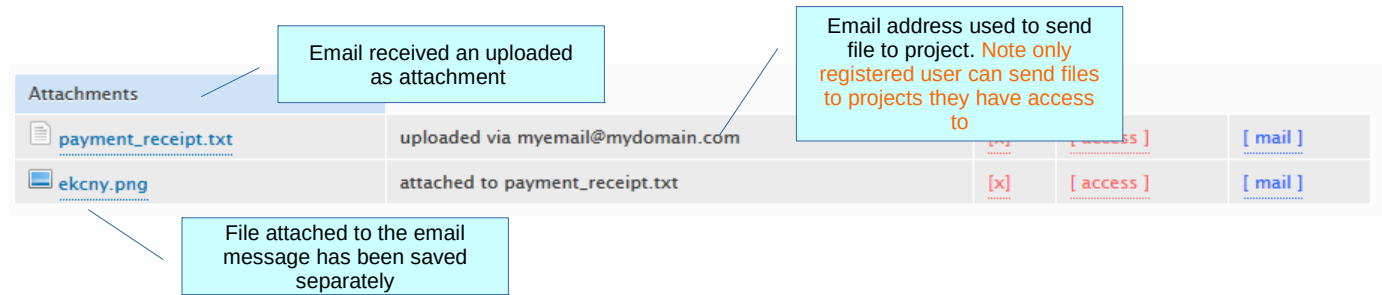 Email received an uploaded
as attachment
Email address used to send
file to project. Note only
registered user can send files
to projects they have access
to
Attachments
payment_receipt.txt
uploaded via myemail@mydomain.com
[x]
[ access ]
[ mail ]
ekcny.png
attached to payment_receipt.txt
[x]
[ access ]
[ mail ]
File attached to the email
message has been saved
separately